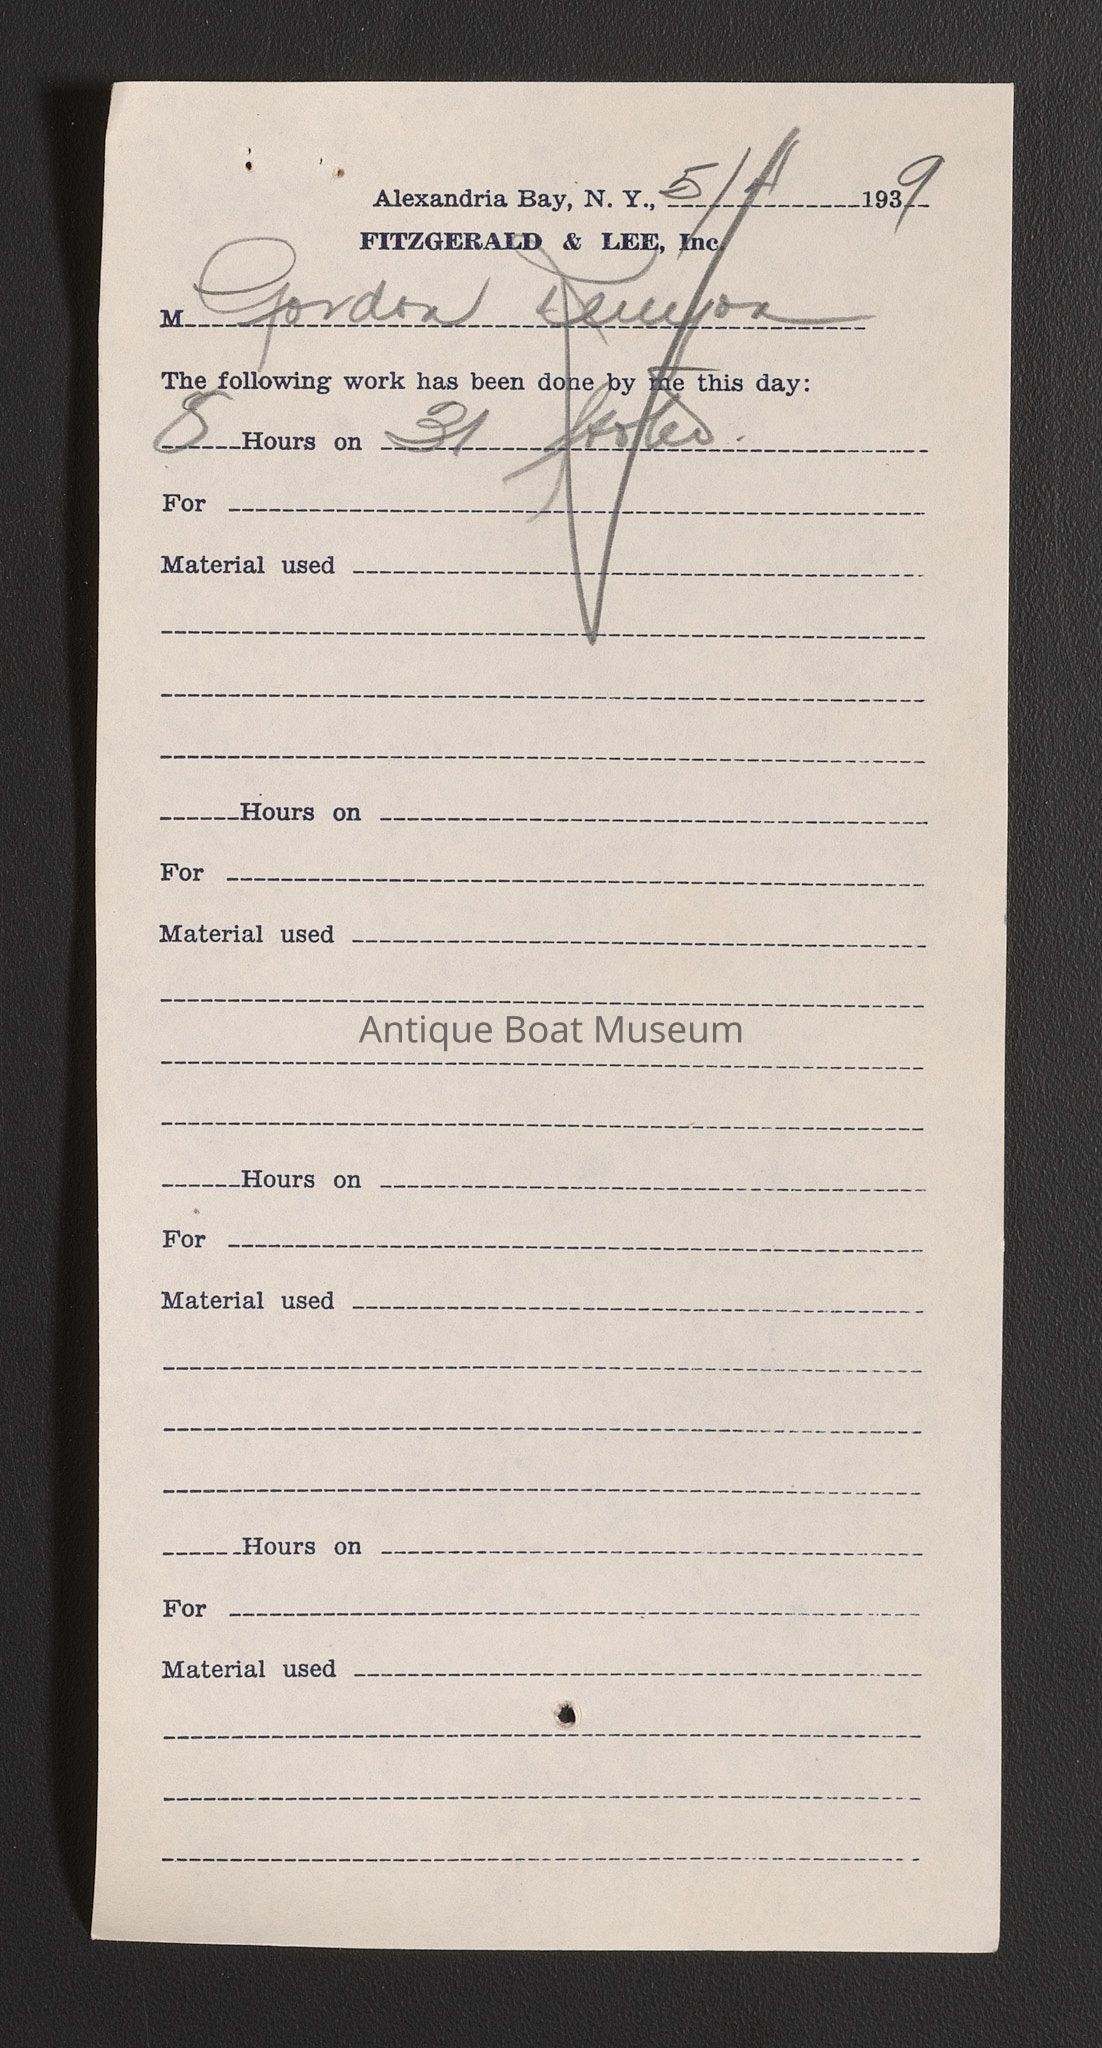 Alexandria Bay, N. Y., 5/4 1939
FITZGERALD & LEE, Inc.
M Gordon
The following work has been done by me this day:
8 Hours on 31
For
Material used
Hours on
For
Material used
Antique Boat Museum
Hours on
For
Material used
Hours on
For
Material used